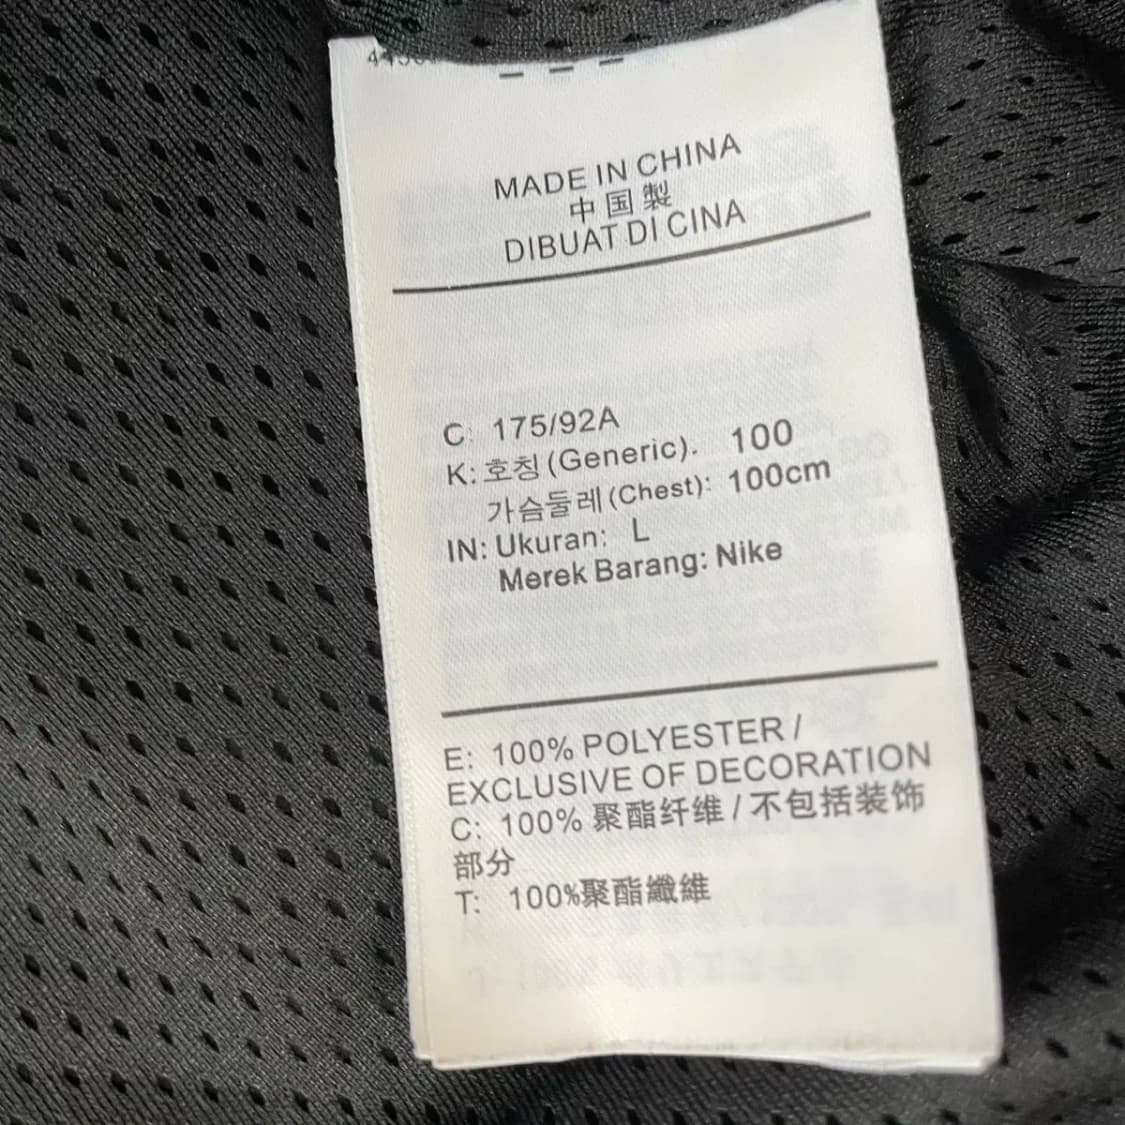 MADE IN CHINA
中国製
DIBUAT DI CINA
C: 175/92A
K: 호칭 (Generic). 100
가슴둘레 (Chest): 100cm
IN: Ukuran: L
Merek Barang: Nike
E: 100% POLYESTER /
EXCLUSIVE OF DECORATION
C: 100% 聚酯纤维 / 不包括装饰
部分
T: 100%聚酯纖維